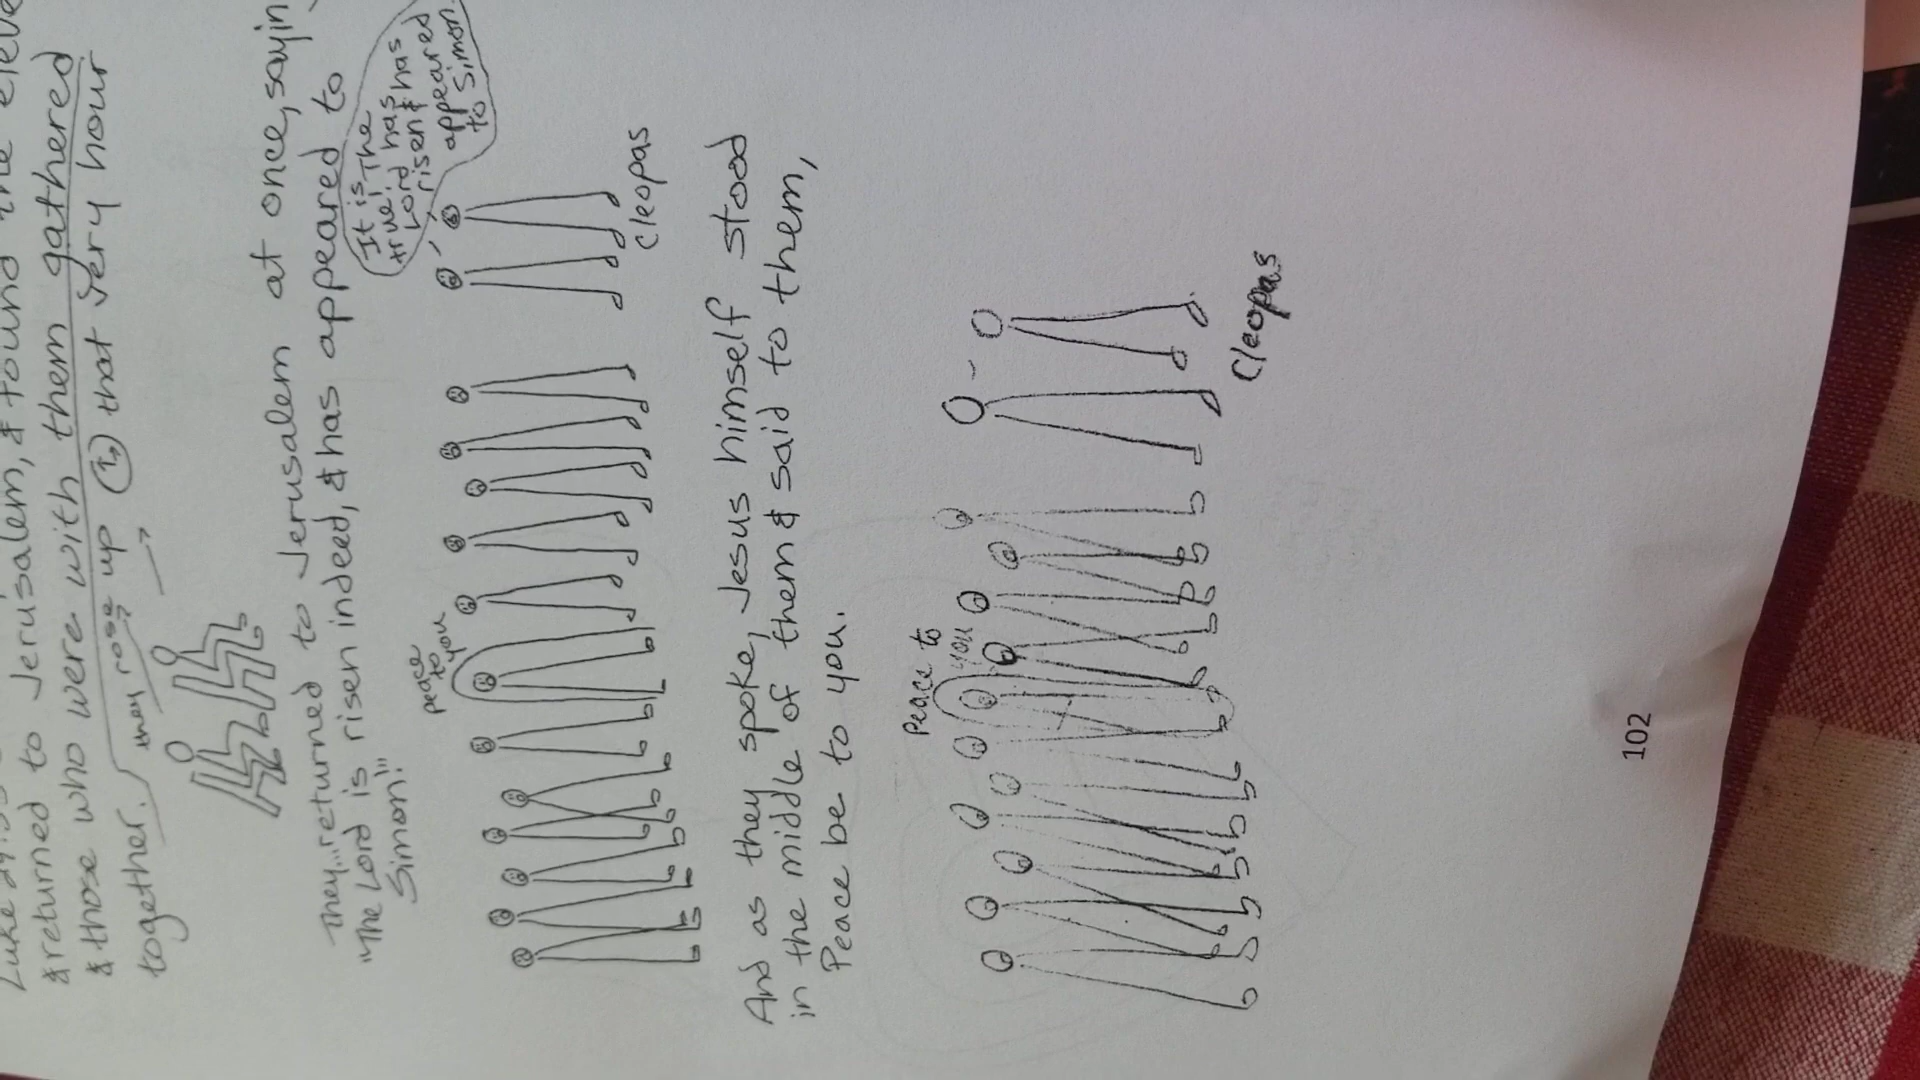 Luke 24:33
& returned to Jerusalem, & found the eleve
& those who were with them gathered
together. they rose up that very hour
They...returned to Jerusalem at once, sayin
"The Lord is risen indeed, & has appeared to
Simon!"
It is
true! The
Lord has
risen & has
appeared
to Simon.
peace
to
you
Cleopas
And as they spoke, Jesus himself stood
in the middle of them & said to them,
Peace be to you.
Peace to
you
Cleopas
102